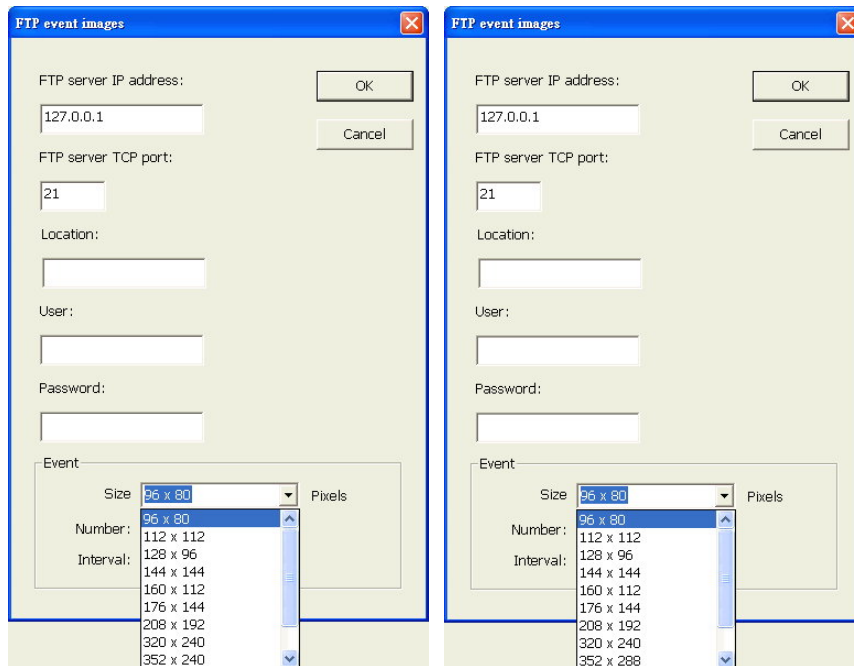 FTP event images
FTP server IP address:
OK
127.0.0.1
Cancel
FTP server TCP port:
21
Location:
User:
Password:
Event
Size 96 x 80 Pixels
96 x 80
Number:
112 x 112
Interval:
128 x 96
144 x 144
160 x 112
176 x 144
208 x 192
320 x 240
352 x 240
FTP event images
FTP server IP address:
OK
127.0.0.1
Cancel
FTP server TCP port:
21
Location:
User:
Password:
Event
Size 96 x 80 Pixels
96 x 80
Number:
112 x 112
Interval:
128 x 96
144 x 144
160 x 112
176 x 144
208 x 192
320 x 240
352 x 288